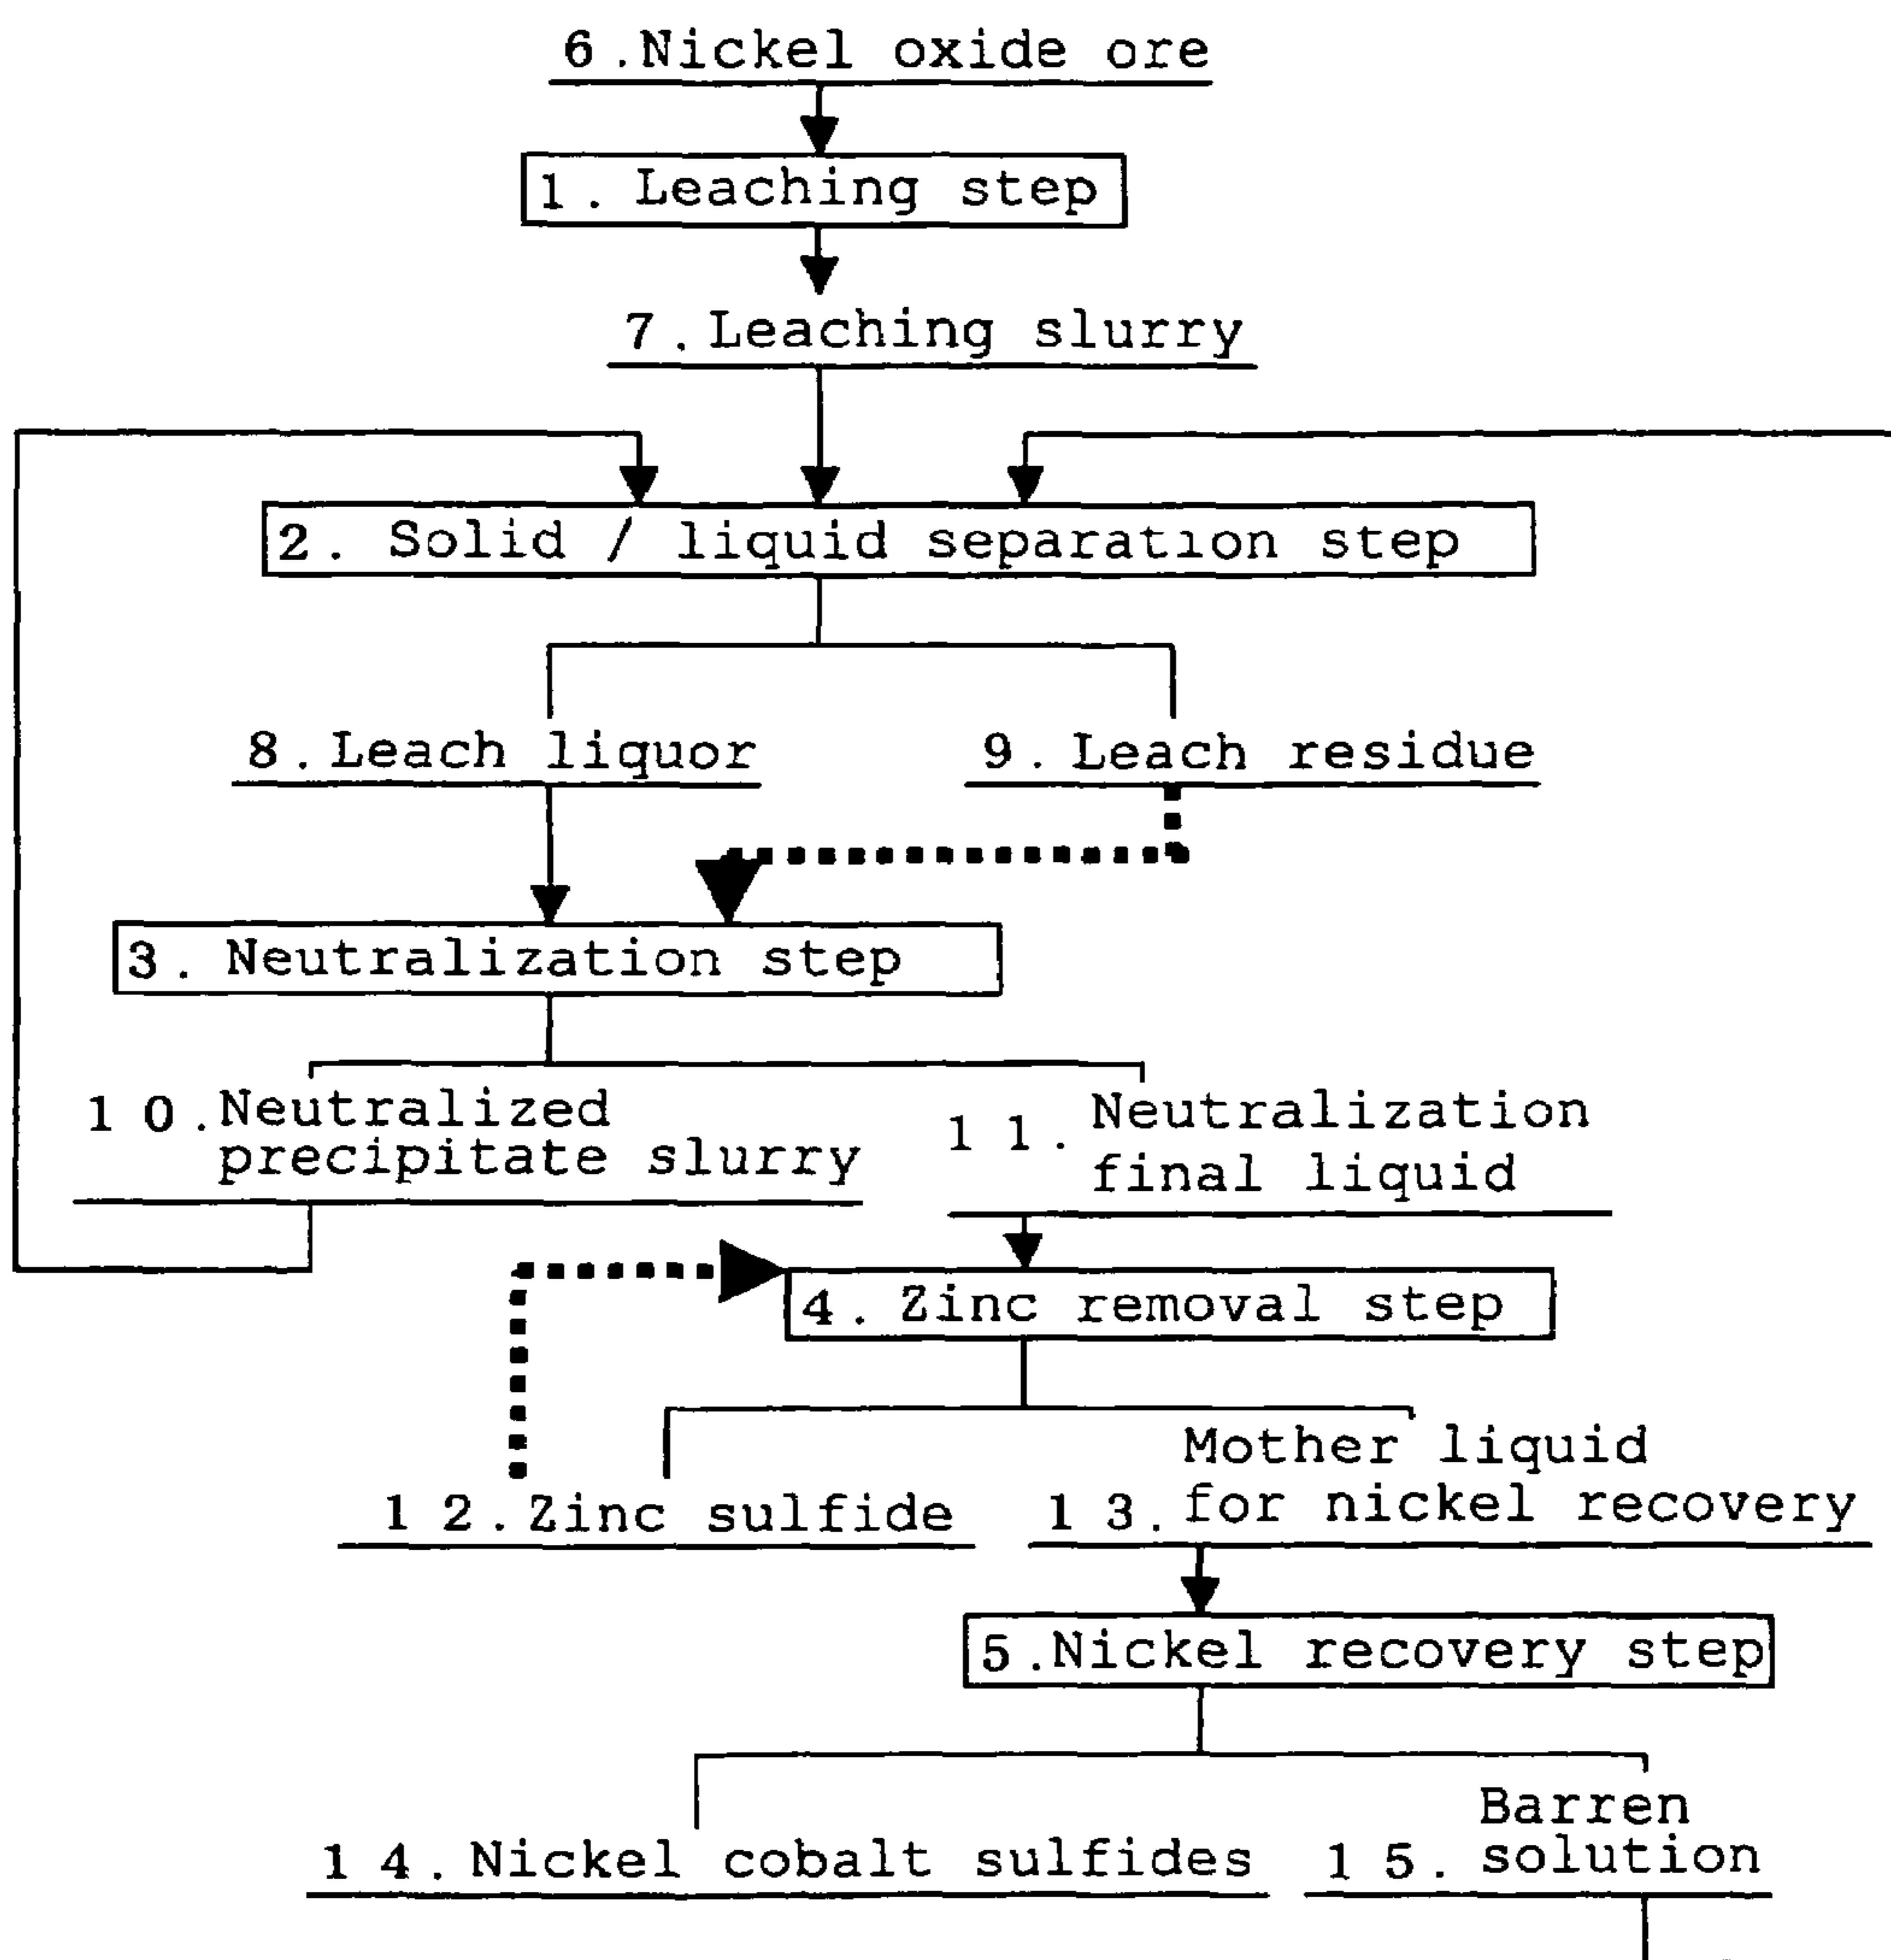 6.Nickel oxide ore
1. Leaching step
7.Leaching slurry
2. Solid / liquid separation step
8.Leach liquor
9.Leach residue
3. Neutralization step
10.Neutralized
precipitate slurry
11.Neutralization
final liquid
4. Zinc removal step
12.Zinc sulfide
Mother liquid
13.for nickel recovery
5.Nickel recovery step
14.Nickel cobalt sulfides
Barren
15.solution